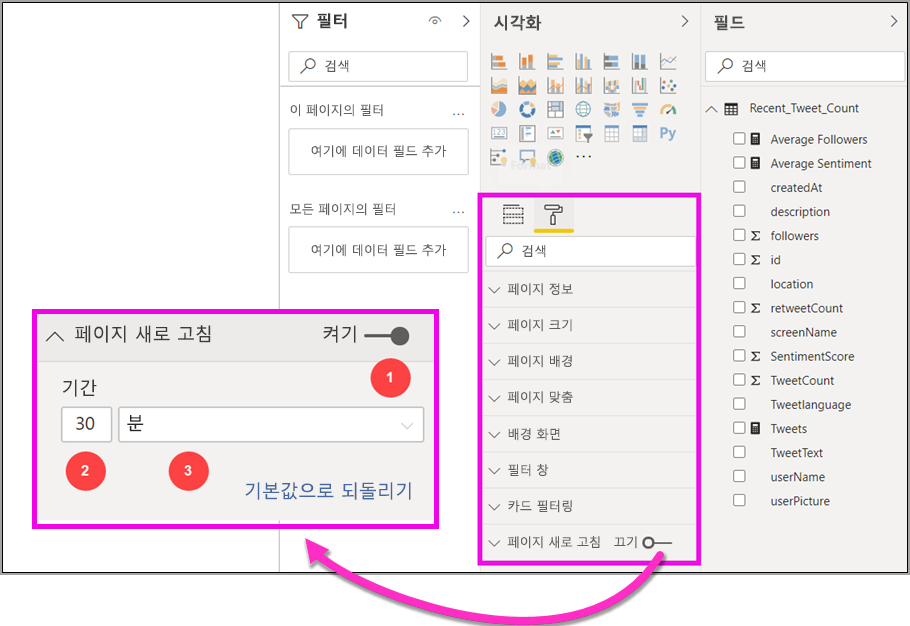 필터
검색
이 페이지의 필터
...
여기에 데이터 필드 추가
모든 페이지의 필터
...
여기에 데이터 필드 추가
시각화
123
Py
...
검색
페이지 정보
페이지 크기
페이지 배경
페이지 맞춤
배경 화면
필터 창
카드 필터링
페이지 새로 고침 끄기
필드
검색
Recent_Tweet_Count
Average Followers
Average Sentiment
createdAt
description
Σ followers
Σ id
location
Σ retweetCount
screenName
Σ SentimentScore
Σ TweetCount
Tweetlanguage
Tweets
TweetText
userName
userPicture
페이지 새로 고침 켜기
1
기간
30 분
2 3
기본값으로 되돌리기